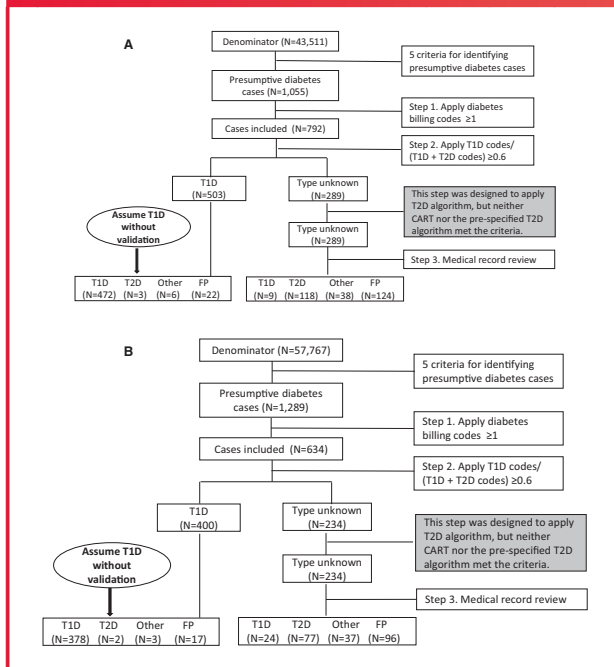 A
Denominator (N=43,511)
5 criteria for identifying
presumptive diabetes cases
Presumptive diabetes
cases (N=1,055)
Step 1. Apply diabetes
billing codes ≥1
Cases included (N=792)
Step 2. Apply T1D codes/
(T1D + T2D codes) ≥0.6
T1D
(N=503)
Type unknown
(N=289)
This step was designed to apply
T2D algorithm, but neither
CART nor the pre-specified T2D
algorithm met the criteria.
Assume T1D
without
validation
Type unknown
(N=289)
Step 3. Medical record review
T1D T2D Other FP
(N=472) (N=3) (N=6) (N=22)
T1D T2D Other FP
(N=9) (N=118) (N=38) (N=124)
B
Denominator (N=57,767)
5 criteria for identifying
presumptive diabetes cases
Presumptive diabetes
cases (N=1,289)
Step 1. Apply diabetes
billing codes ≥1
Cases included (N=634)
Step 2. Apply T1D codes/
(T1D + T2D codes) ≥0.6
T1D
(N=400)
Type unknown
(N=234)
This step was designed to apply
T2D algorithm, but neither
CART nor the pre-specified T2D
algorithm met the criteria.
Assume T1D
without
validation
Type unknown
(N=234)
Step 3. Medical record review
T1D T2D Other FP
(N=378) (N=2) (N=3) (N=17)
T1D T2D Other FP
(N=24) (N=77) (N=37) (N=96)